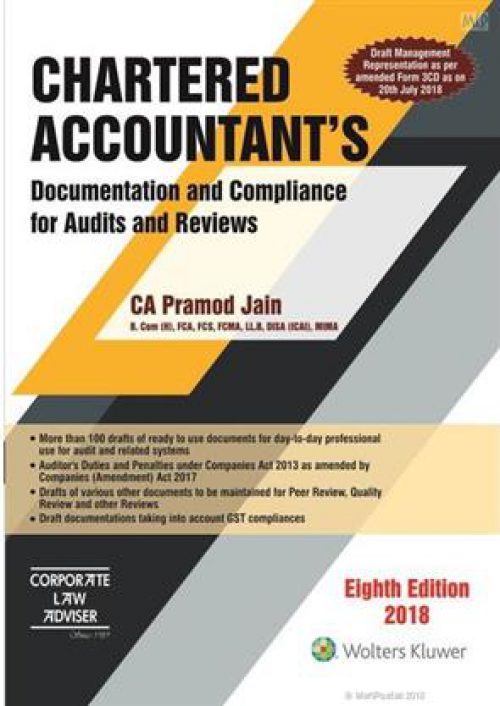 Draft Management
Representation as per
amended Form 3CD as on
20th July 2018
CHARTERED
ACCOUNTANT'S
Documentation and Compliance
for Audits and Reviews
CA Pramod Jain
B. Com (H), FCA, FCS, FCMA, LL.B, DISA (ICAI), MIMA
• More than 100 drafts of ready to use documents for day-to-day professional
use for audit and related systems
• Auditor's Duties and Penalties under Companies Act 2013 as amended by
Companies (Amendment) Act 2017
• Drafts of various other documents to be maintained for Peer Review, Quality
Review and other Reviews
• Draft documentations taking into account GST compliances
CORPORATE
LAW
ADVISER
Eighth Edition
2018
Wolters Kluwer